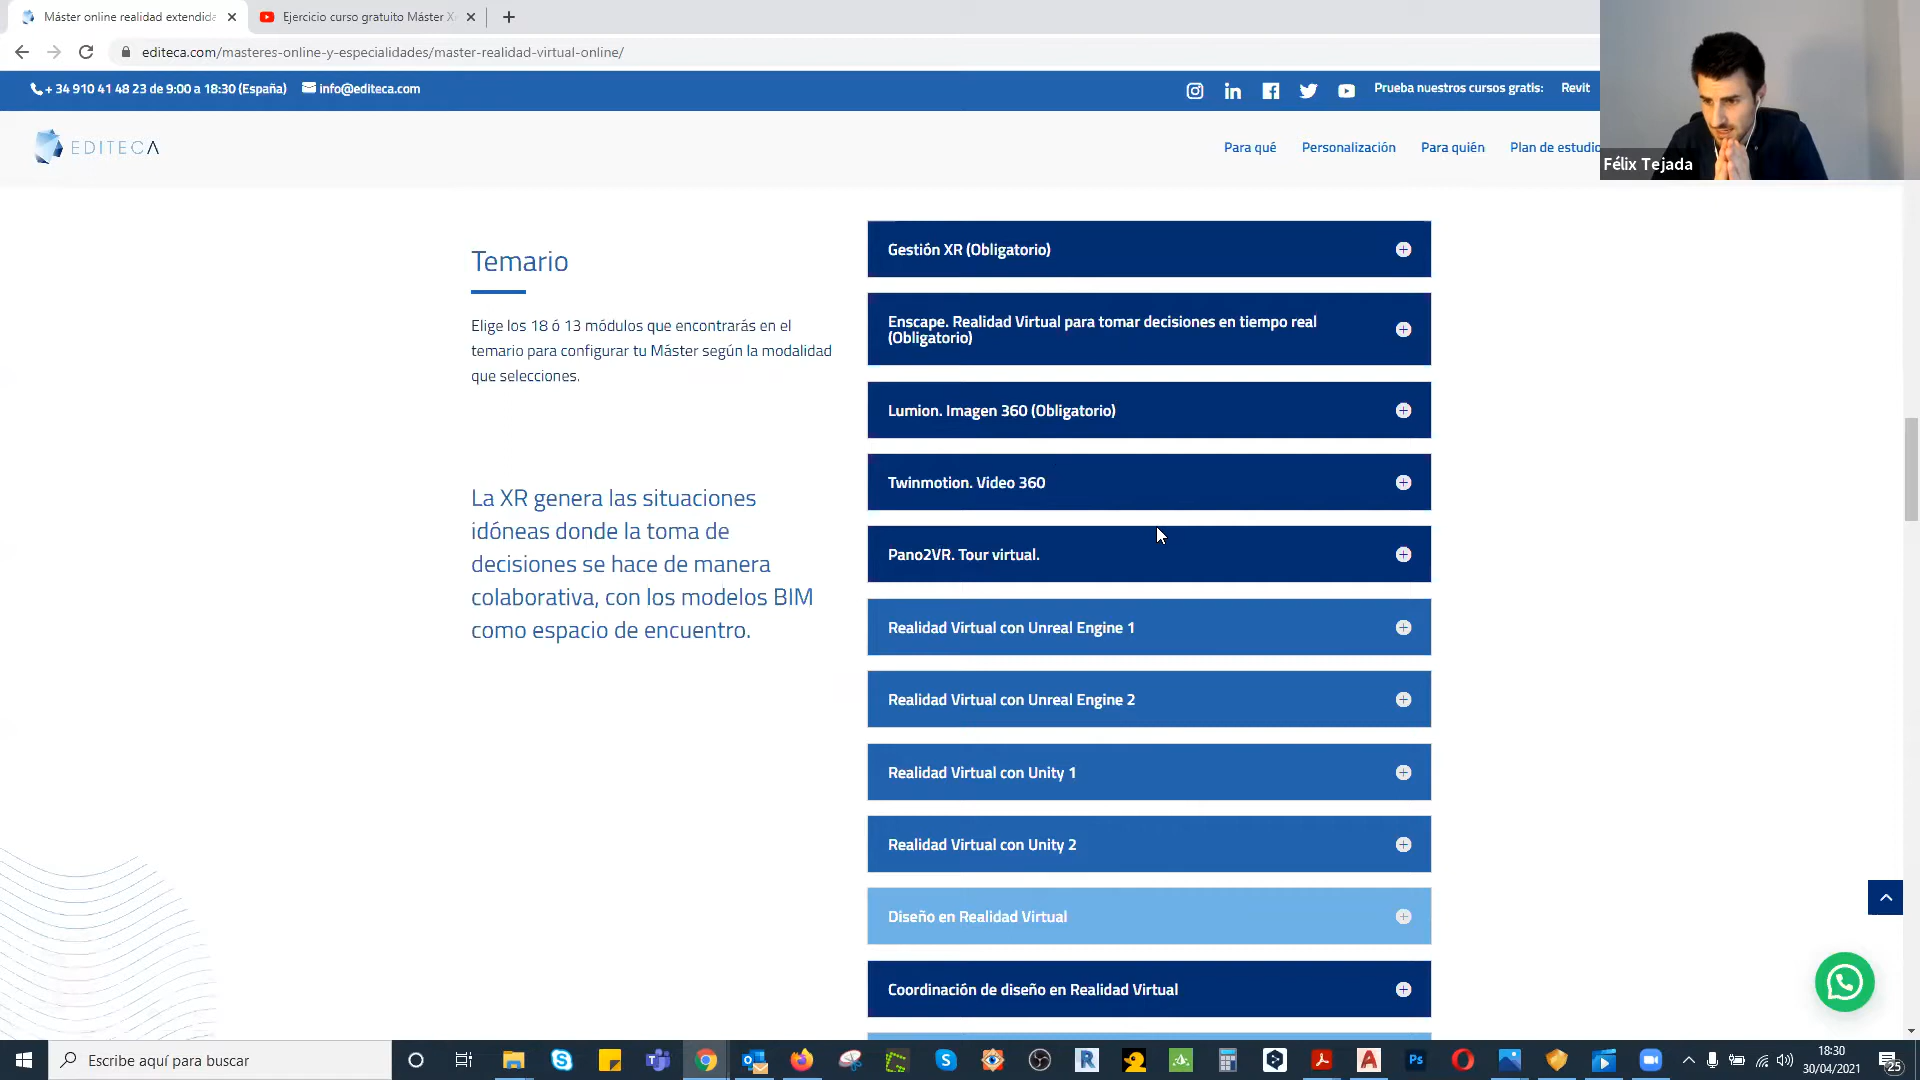 Máster online realidad extendida
Ejercicio curso gratuito Máster X
editeca.com/masteres-online-y-especialidades/master-realidad-virtual-online/
+ 34 910 41 48 23 de 9:00 a 18:30 (España)
info@editeca.com
Prueba nuestros cursos gratis:
Revit
EDITECA
Para qué
Personalización
Para quién
Plan de estudio
Félix Tejada
Temario
Elige los 18 ó 13 módulos que encontrarás en el
temario para configurar tu Máster según la modalidad
que selecciones.
La XR genera las situaciones
idóneas donde la toma de
decisiones se hace de manera
colaborativa, con los modelos BIM
como espacio de encuentro.
Gestión XR (Obligatorio)
Enscape. Realidad Virtual para tomar decisiones en tiempo real
(Obligatorio)
Lumion. Imagen 360 (Obligatorio)
Twinmotion. Video 360
Pano2VR. Tour virtual.
Realidad Virtual con Unreal Engine 1
Realidad Virtual con Unreal Engine 2
Realidad Virtual con Unity 1
Realidad Virtual con Unity 2
Diseño en Realidad Virtual
Coordinación de diseño en Realidad Virtual
Escribe aquí para buscar
18:30
30/04/2021
25